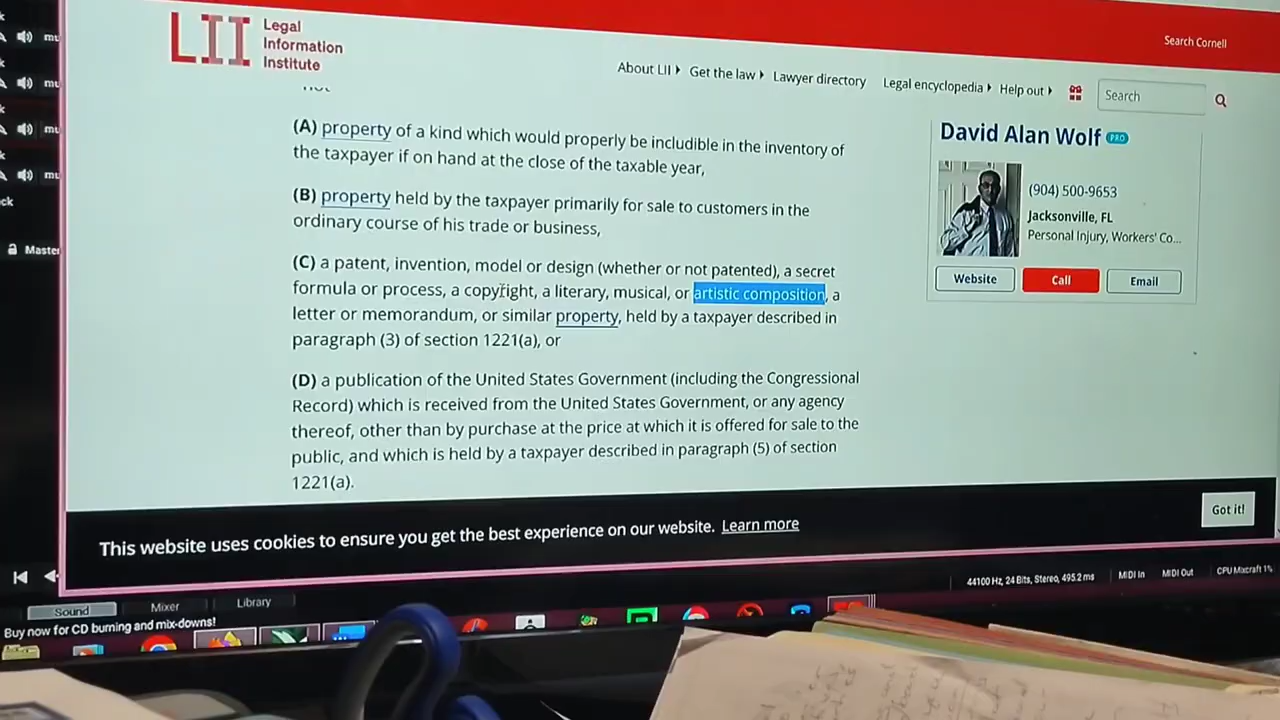 LII
Legal
Information
Institute
Search Cornell
About LII
Get the law
Lawyer directory
Legal encyclopedia
Help out
Search
(A) property of a kind which would properly be includible in the inventory of
the taxpayer if on hand at the close of the taxable year,
(B) property held by the taxpayer primarily for sale to customers in the
ordinary course of his trade or business,
(C) a patent, invention, model or design (whether or not patented), a secret
formula or process, a copyright, a literary, musical, or artistic composition, a
letter or memorandum, or similar property, held by a taxpayer described in
paragraph (3) of section 1221(a), or
(D) a publication of the United States Government (including the Congressional
Record) which is received from the United States Government, or any agency
thereof, other than by purchase at the price at which it is offered for sale to the
public, and which is held by a taxpayer described in paragraph (5) of section
1221(a).
David Alan Wolf PRO
(904) 500-9653
Jacksonville, FL
Personal Injury, Workers' Co...
Website
Call
Email
This website uses cookies to ensure you get the best experience on our website. Learn more
Got it!
mu
mu
mu
mu
ck
Master
44100 Hz, 24 Bits, Stereo, 495.2 ms
MIDI In
MIDI Out
CPU Mixcraft 1%
Sound
Mixer
Library
Buy now for CD burning and mix-downs!